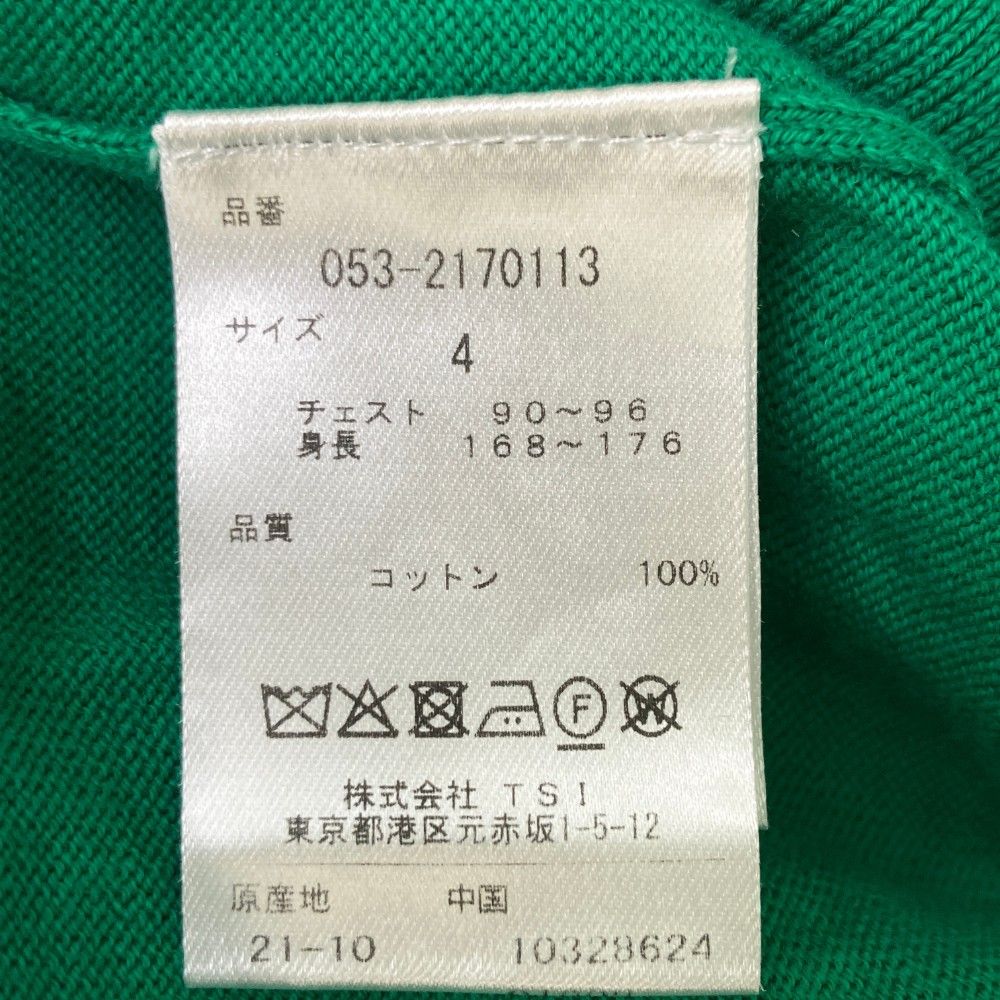 品番
053-2170113
サイズ
4
チェスト 90～96
身長 168～176
品質
コットン 100%
F W
株式会社 TSI
東京都港区元赤坂1-5-12
原産地 中国
21-10 10328624